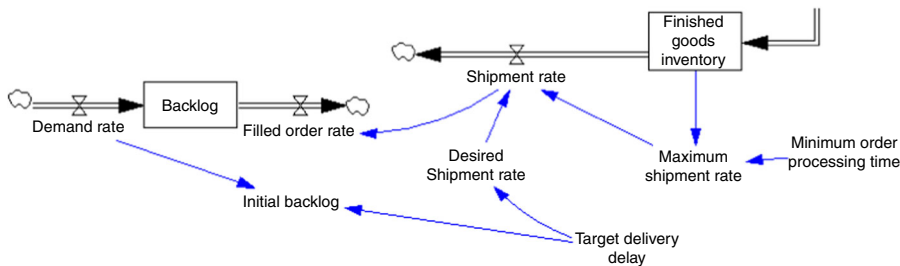 Finished
goods
inventory
Shipment rate
Backlog
Demand rate
Filled order rate
Desired
Shipment rate
Maximum
shipment rate
Minimum order
processing time
Initial backlog
Target delivery
delay